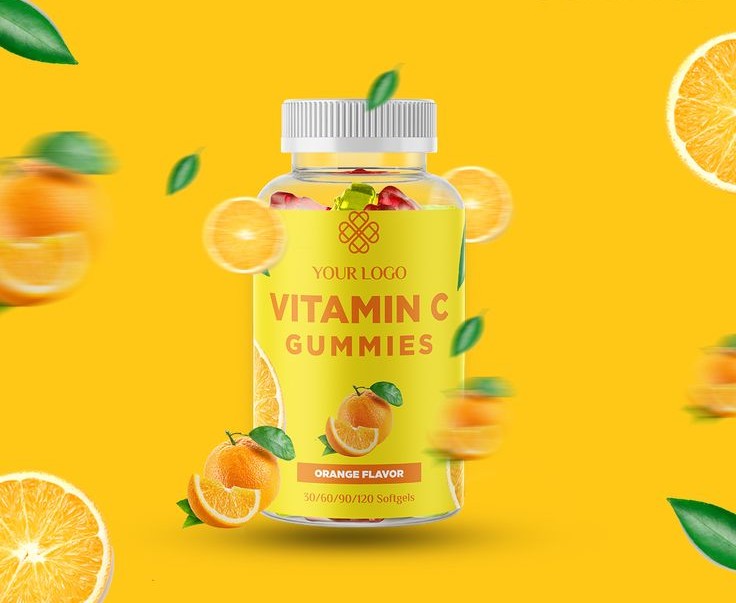 YOUR LOGO
VITAMIN C
GUMMIES
ORANGE FLAVOR
30/60/90/120 Softgels